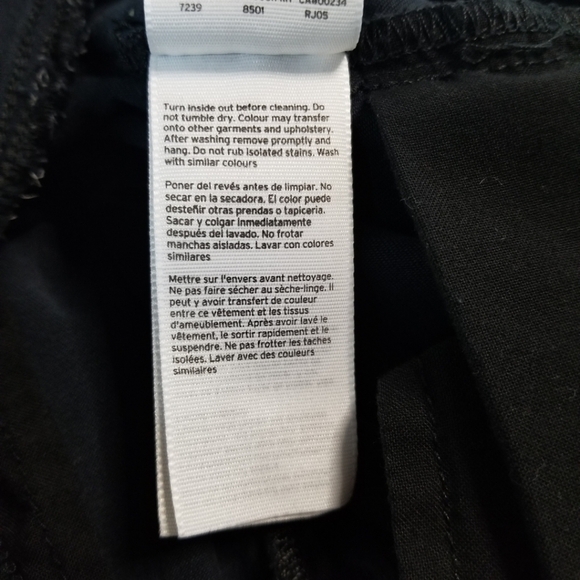 7239 8501 RJ05
Turn inside out before cleaning. Do
not tumble dry. Colour may transfer
onto other garments and upholstery.
After washing remove promptly and
hang. Do not rub isolated stains. Wash
with similar colours
Poner del revés antes de limpiar. No
secar en la secadora. El color puede
desteñir otras prendas o tapicería.
Sacar y colgar inmediatamente
después del lavado. No frotar
manchas aisladas. Lavar con colores
similares
Mettre sur l'envers avant nettoyage.
Ne pas faire sécher au sèche-linge. Il
peut y avoir transfert de couleur
entre ce vêtement et les tissus
d'ameublement. Après avoir lavé le
vêtement, le sortir rapidement et le
suspendre. Ne pas frotter les taches
isolées. Laver avec des couleurs
similaires